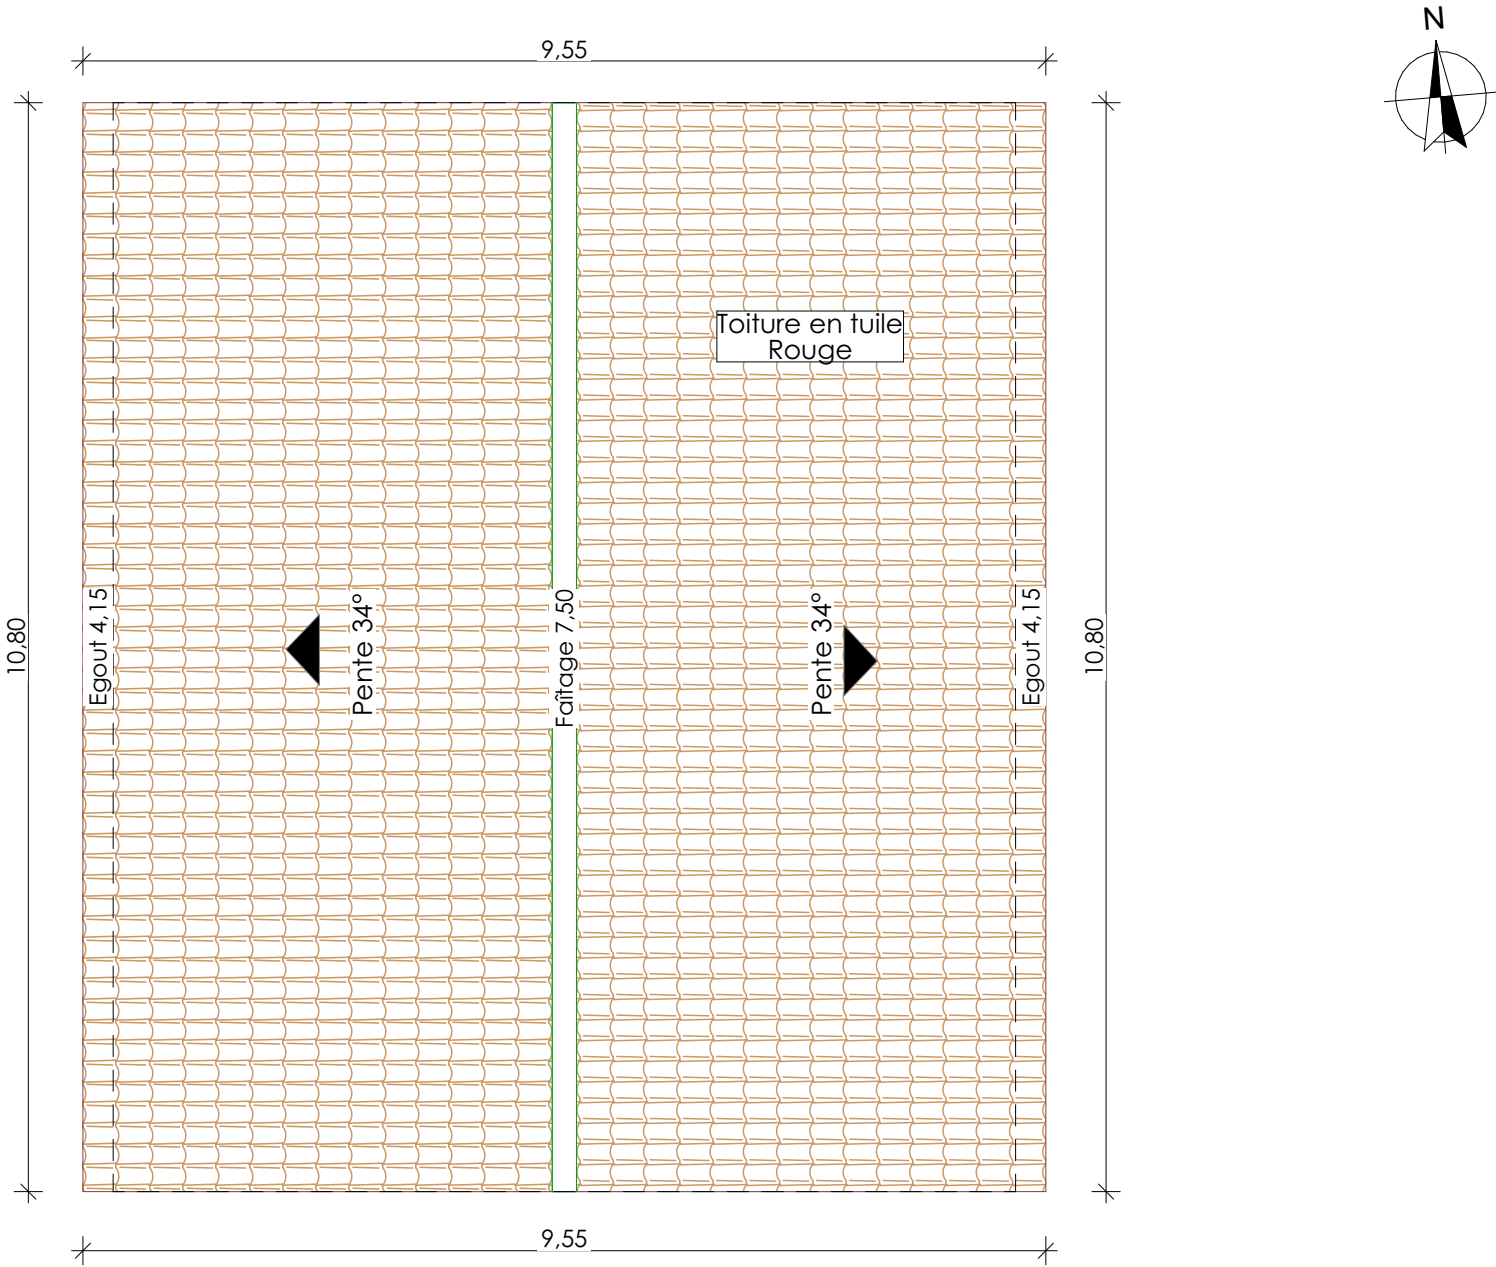 N
9,55
Toiture en tuile
Rouge
10,80
Egout 4,15
Pente 34°
Faîtage 7,50
Pente 34°
Egout 4,15
10,80
9,55